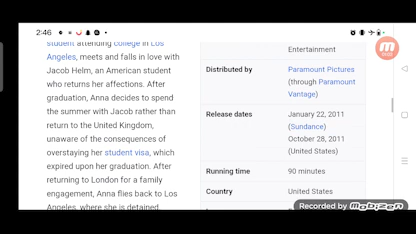 2:46
student attending college in Los
Angeles, meets and falls in love with
Jacob Helm, an American student
who returns her affections. After
graduation, Anna decides to spend
the summer with Jacob rather than
return to the United Kingdom,
unaware of the consequences of
overstaying her student visa, which
expired upon her graduation. After
returning to London for a family
engagement, Anna flies back to Los
Angeles, where she is detained,
Entertainment
Distributed by Paramount Pictures
(through Paramount
Vantage)
Release dates January 22, 2011
(Sundance)
October 28, 2011
(United States)
Running time 90 minutes
Country United States
Recorded by Mobizen